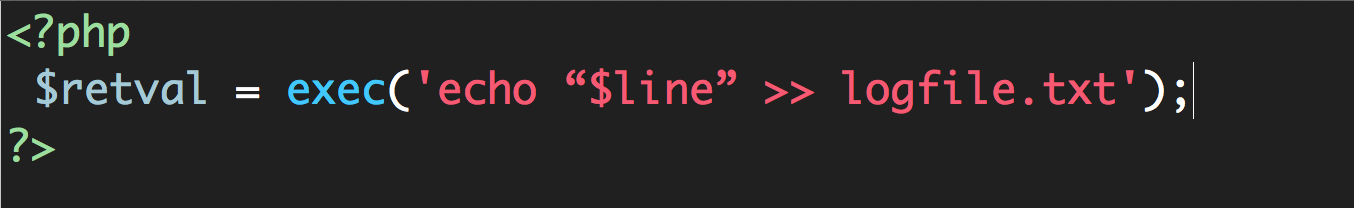 <?php
$retval = exec('echo “$line” >> logfile.txt');
?>